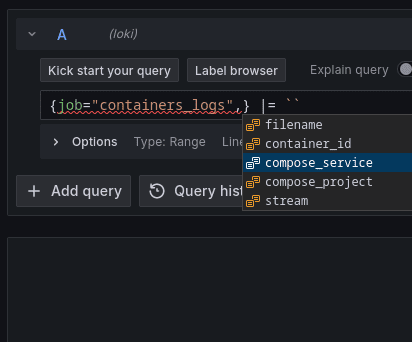 A (loki)
Kick start your query Label browser Explain query
{job="containers_logs",} |= ``
filename
container_id
compose_service
compose_project
stream
Options Type: Range Line
Add query Query hist